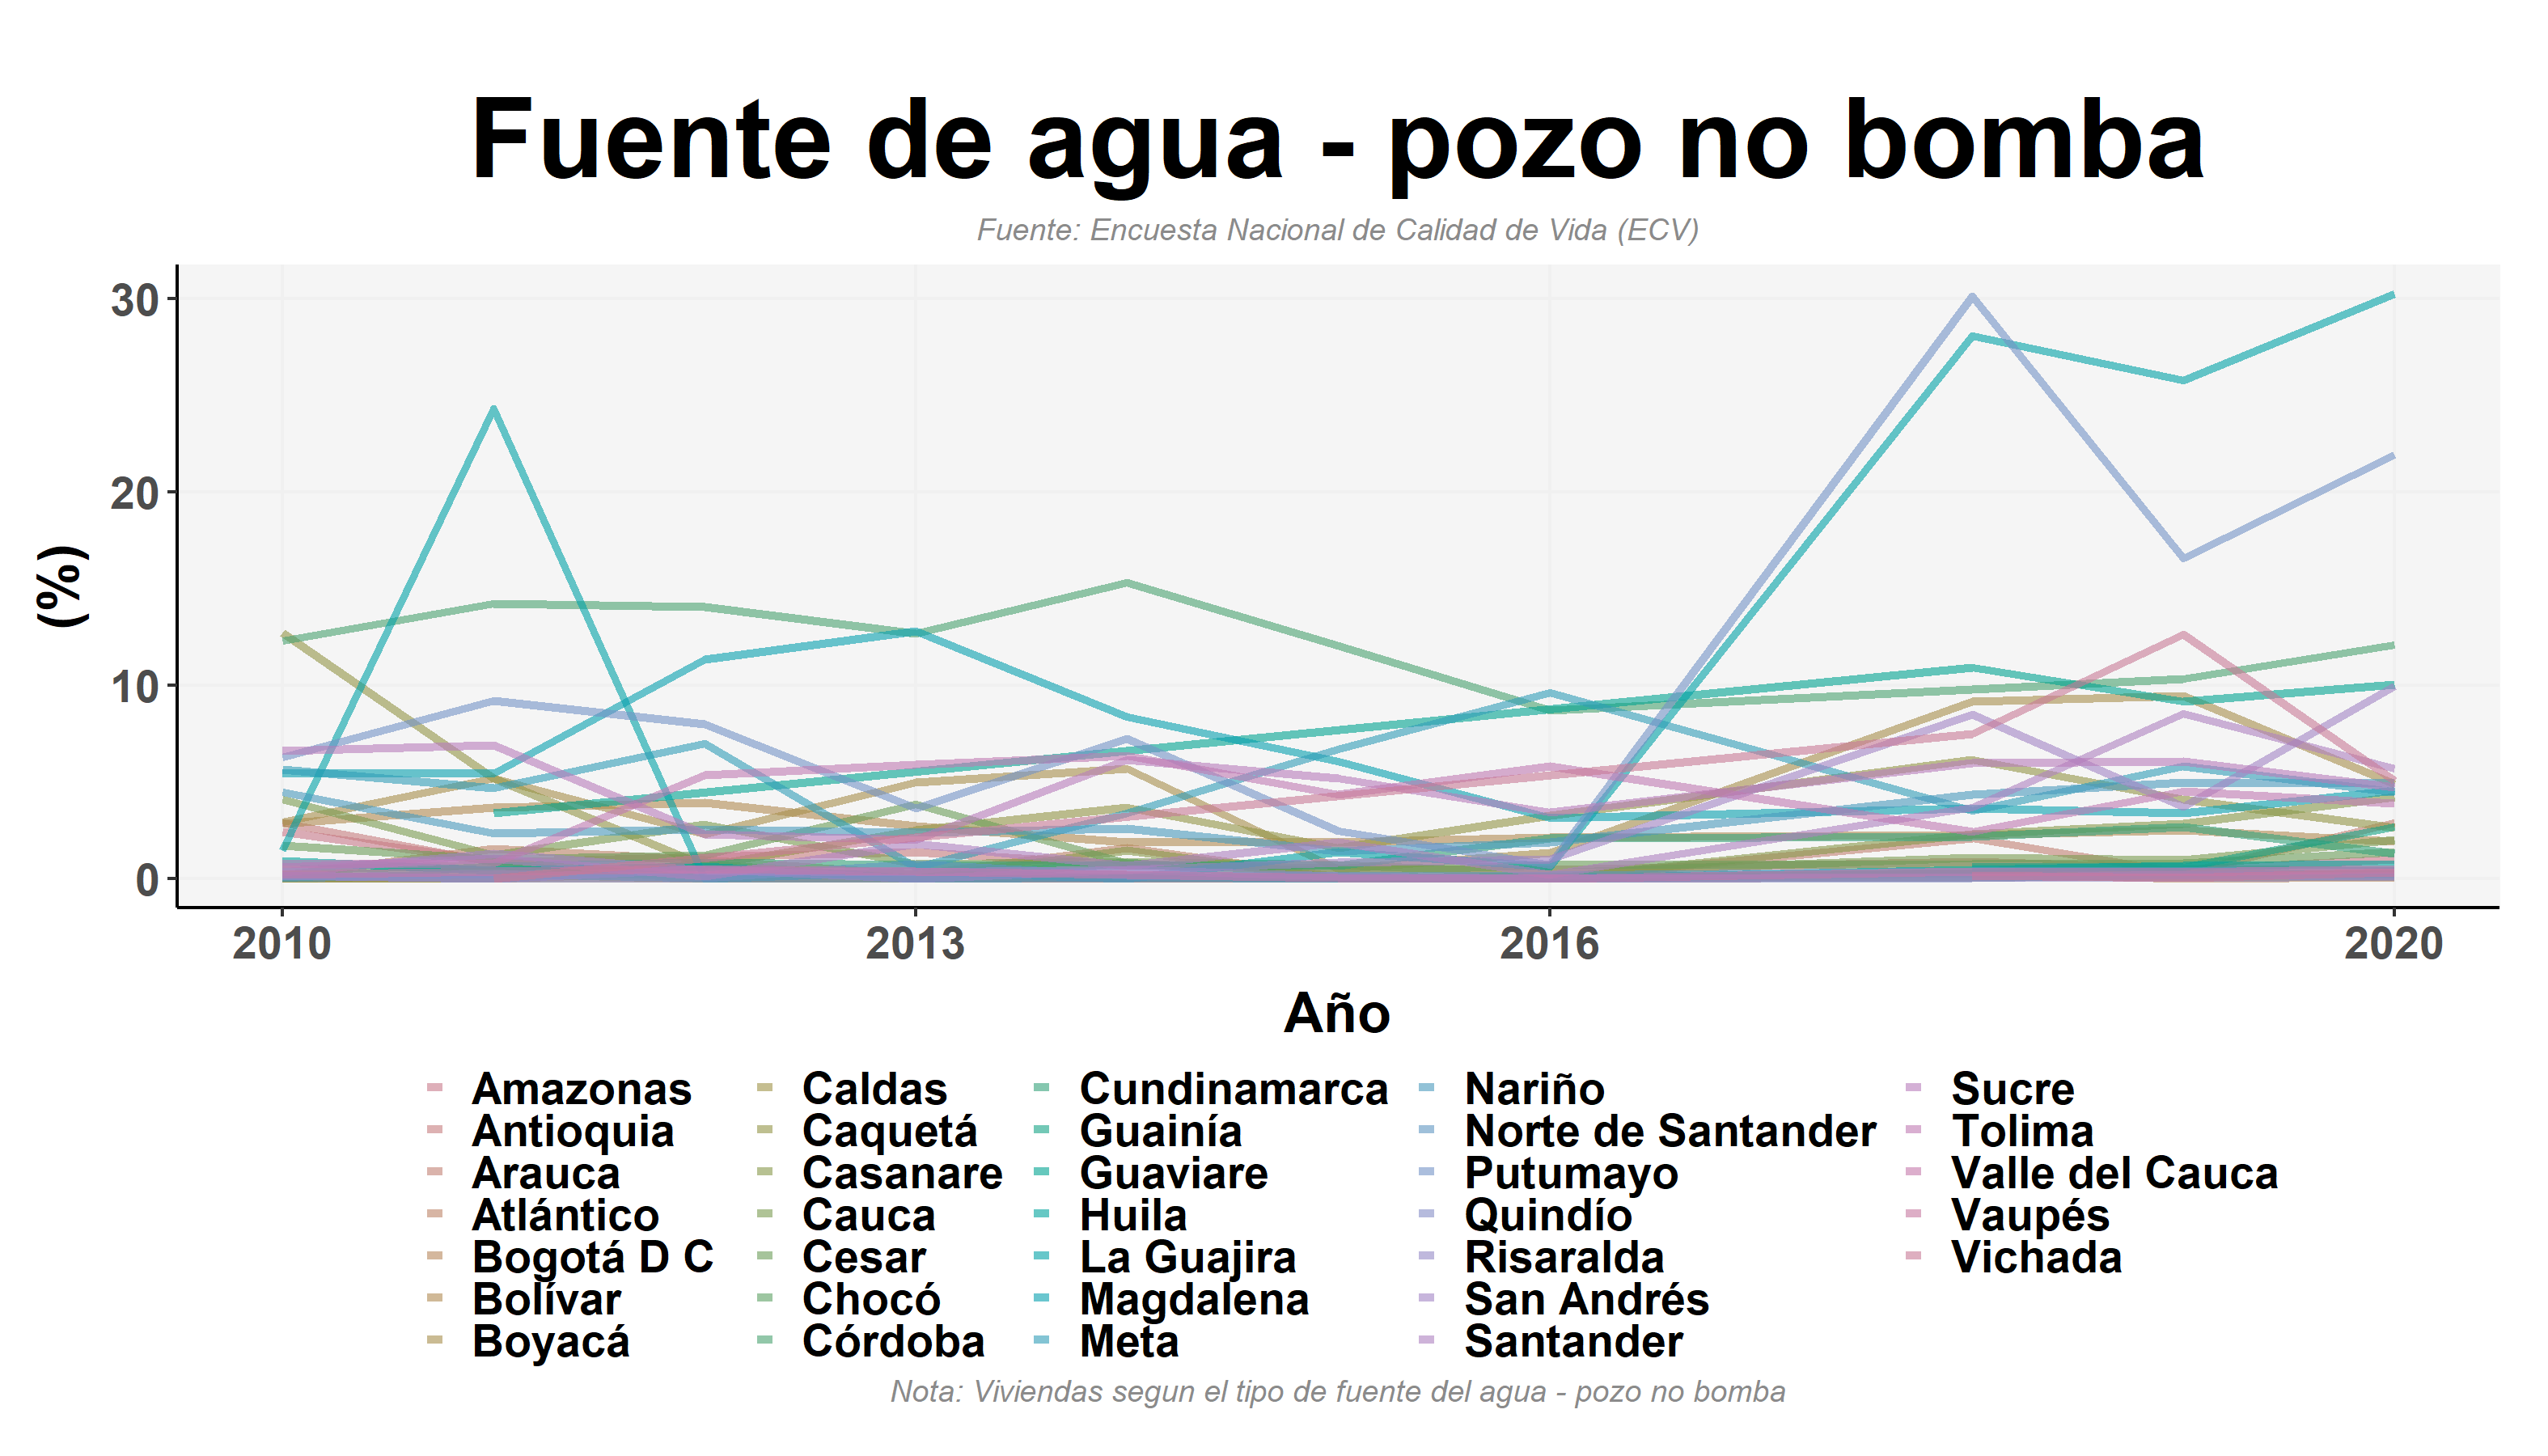 Fuente de agua - pozo no bomba
Fuente: Encuesta Nacional de Calidad de Vida (ECV)
(%)
30
20
10
0
2010 2013 2016 2020
Año
Amazonas Caldas Cundinamarca Nariño Sucre
Antioquia Caquetá Guainía Norte de Santander Tolima
Arauca Casanare Guaviare Putumayo Valle del Cauca
Atlántico Cauca Huila Quindío Vaupés
Bogotá D C Cesar La Guajira Risaralda Vichada
Bolívar Chocó Magdalena San Andrés
Boyacá Córdoba Meta Santander
Nota: Viviendas segun el tipo de fuente del agua - pozo no bomba